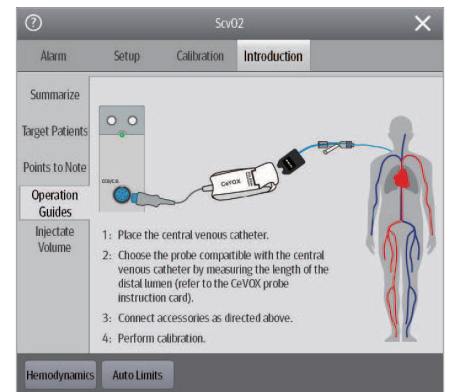 ?
ScvO2
Alarm
Setup
Calibration
Introduction
Summarize
Target Patients
Points to Note
Operation
Guides
Injectate
Volume
CeVOX
1: Place the central venous catheter.
2: Choose the probe compartible with the central
venous catheter by measuring the length of the
distal lumen (refer to the CeVOX probe
instruction card).
3: Connect accessories as directed above.
4: Perform calibration.
Hemodynamics
Auto Limits